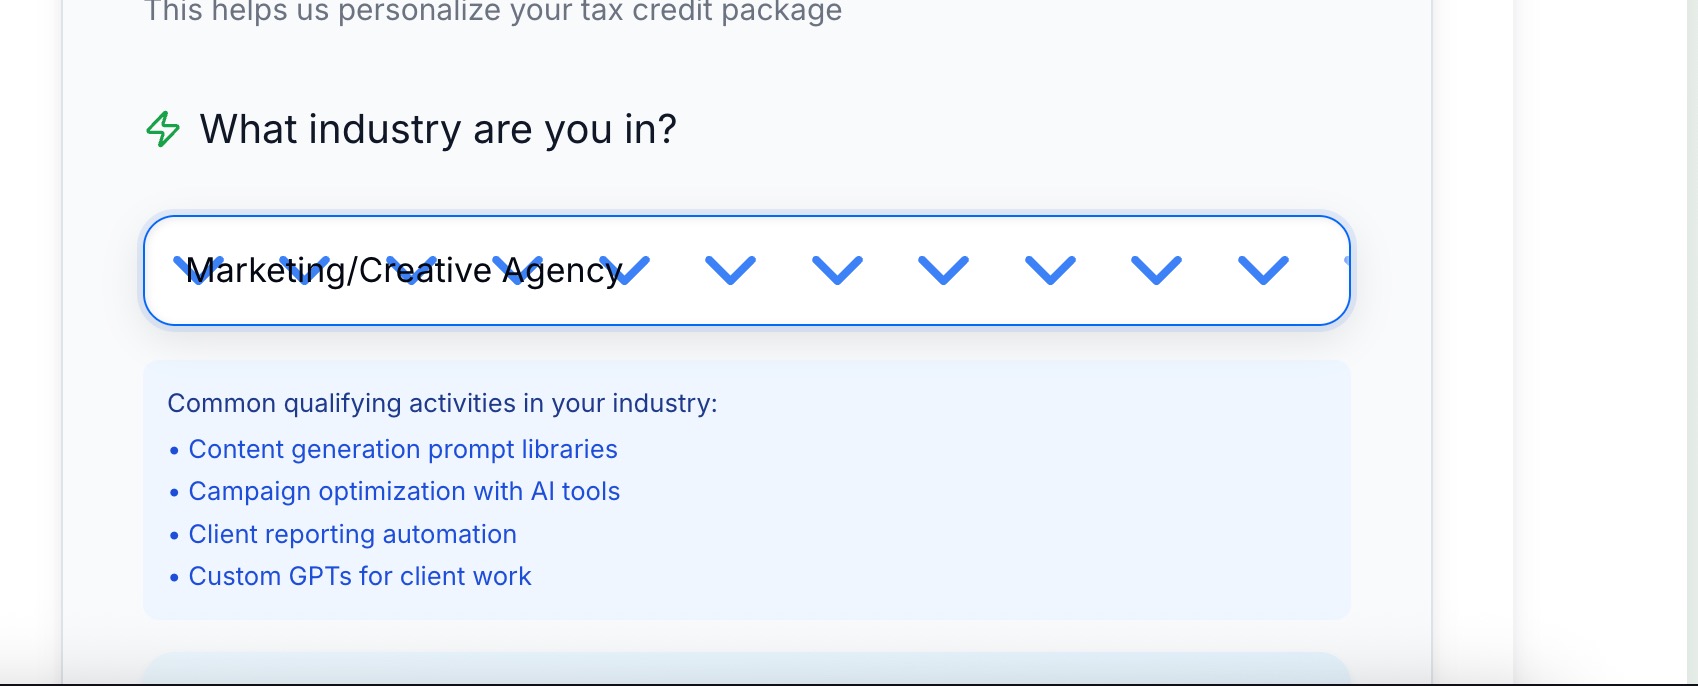 This helps us personalize your tax credit package
What industry are you in?
Marketing/Creative Agency
Common qualifying activities in your industry:
• Content generation prompt libraries
• Campaign optimization with AI tools
• Client reporting automation
• Custom GPTs for client work